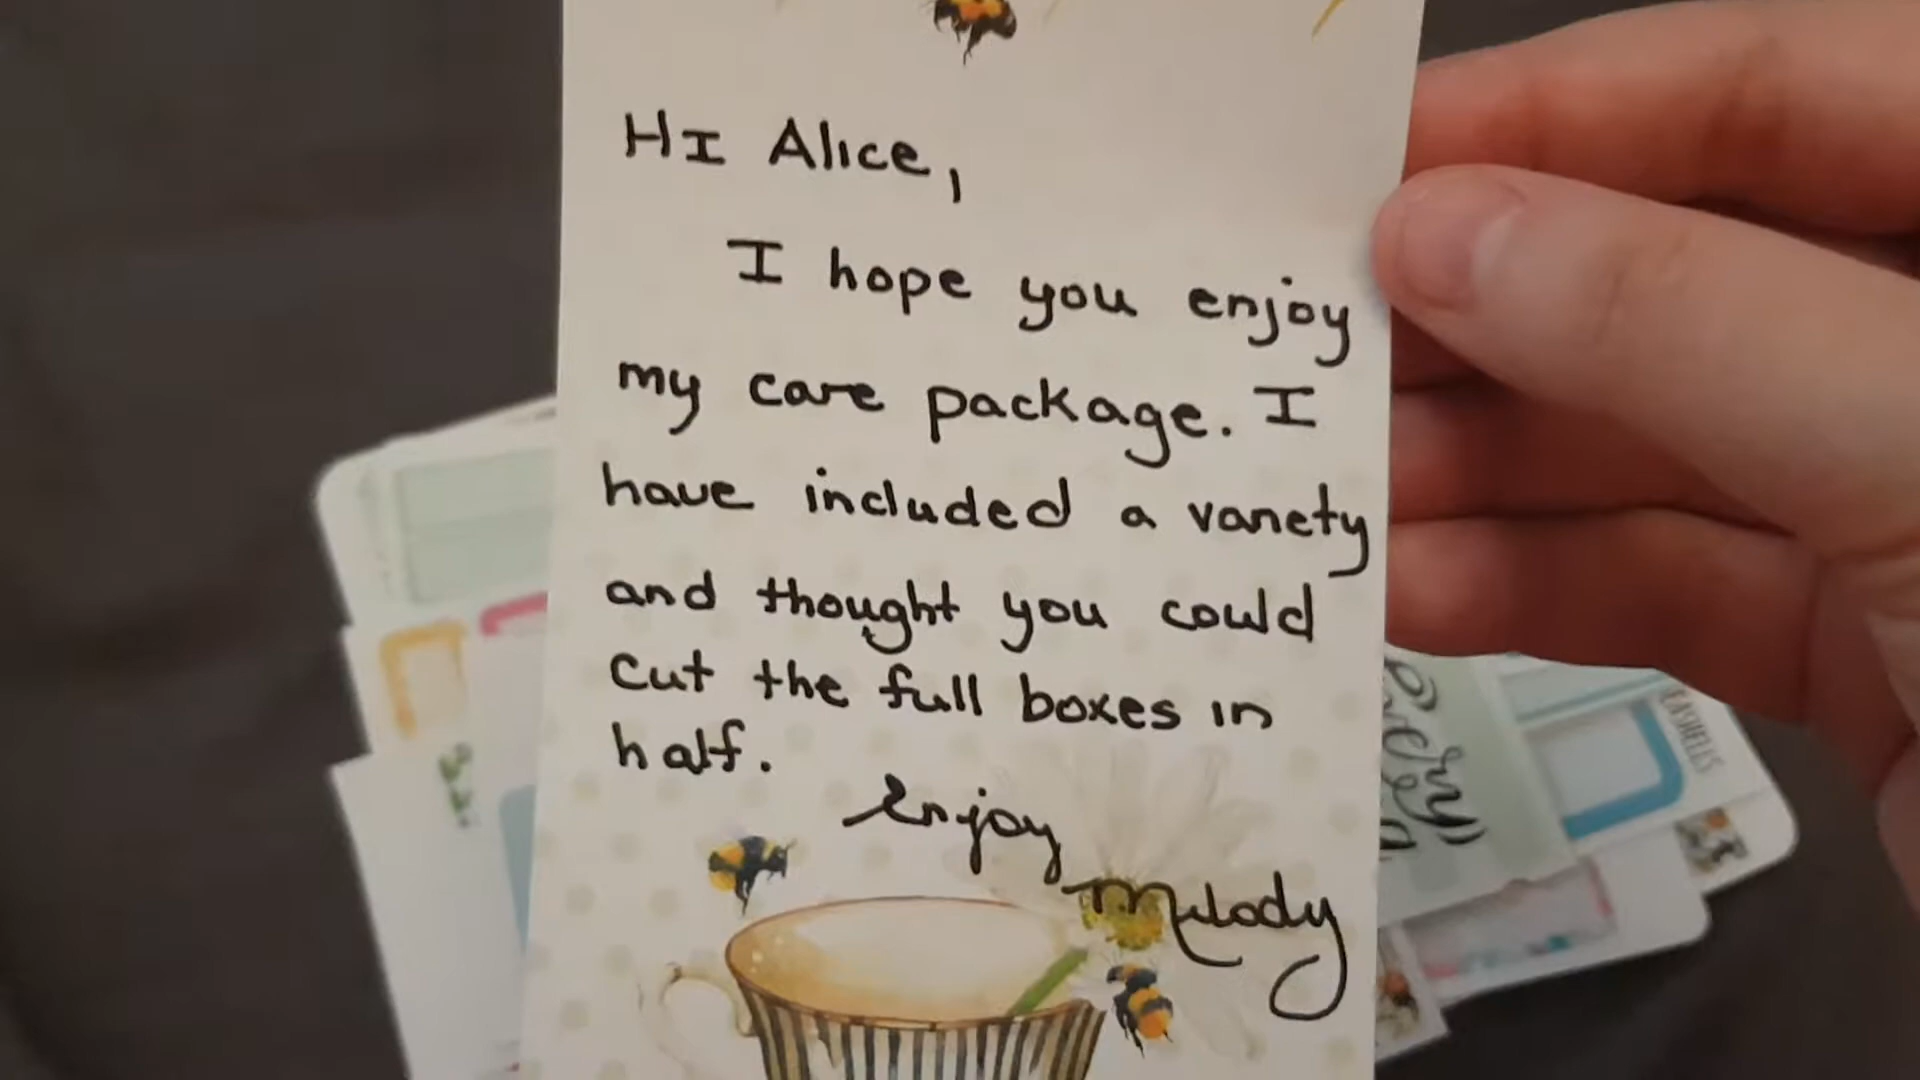 HI Alice,
I hope you enjoy
my care package. I
have included a variety
and thought you could
cut the full boxes in
half.
Enjoy
Melody